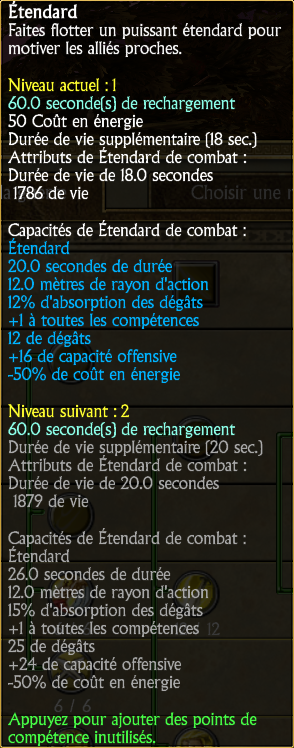 Étendard
Faites flotter un puissant étendard pour
motiver les alliés proches.
Niveau actuel : 1
60.0 seconde(s) de rechargement
50 Coût en énergie
Durée de vie supplémentaire (18 sec.)
Attributs de Étendard de combat :
Durée de vie de 18.0 secondes
1786 de vie
Choisir une
Capacités de Étendard de combat :
Étendard
20.0 secondes de durée
12.0 mètres de rayon d'action
12% d'absorption des dégâts
+1 à toutes les compétences
12 de dégâts
+16 de capacité offensive
-50% de coût en énergie
Niveau suivant : 2
60.0 seconde(s) de rechargement
Durée de vie supplémentaire (20 sec.)
Attributs de Étendard de combat :
Durée de vie de 20.0 secondes
1879 de vie
Capacités de Étendard de combat :
Étendard
26.0 secondes de durée
12.0 mètres de rayon d'action
15% d'absorption des dégâts
+1 à toutes les compétences
12
25 de dégâts
+24 de capacité offensive
-50% de coût en énergie
6 / 6
Appuyez pour ajouter des points de
compétence inutilisés.